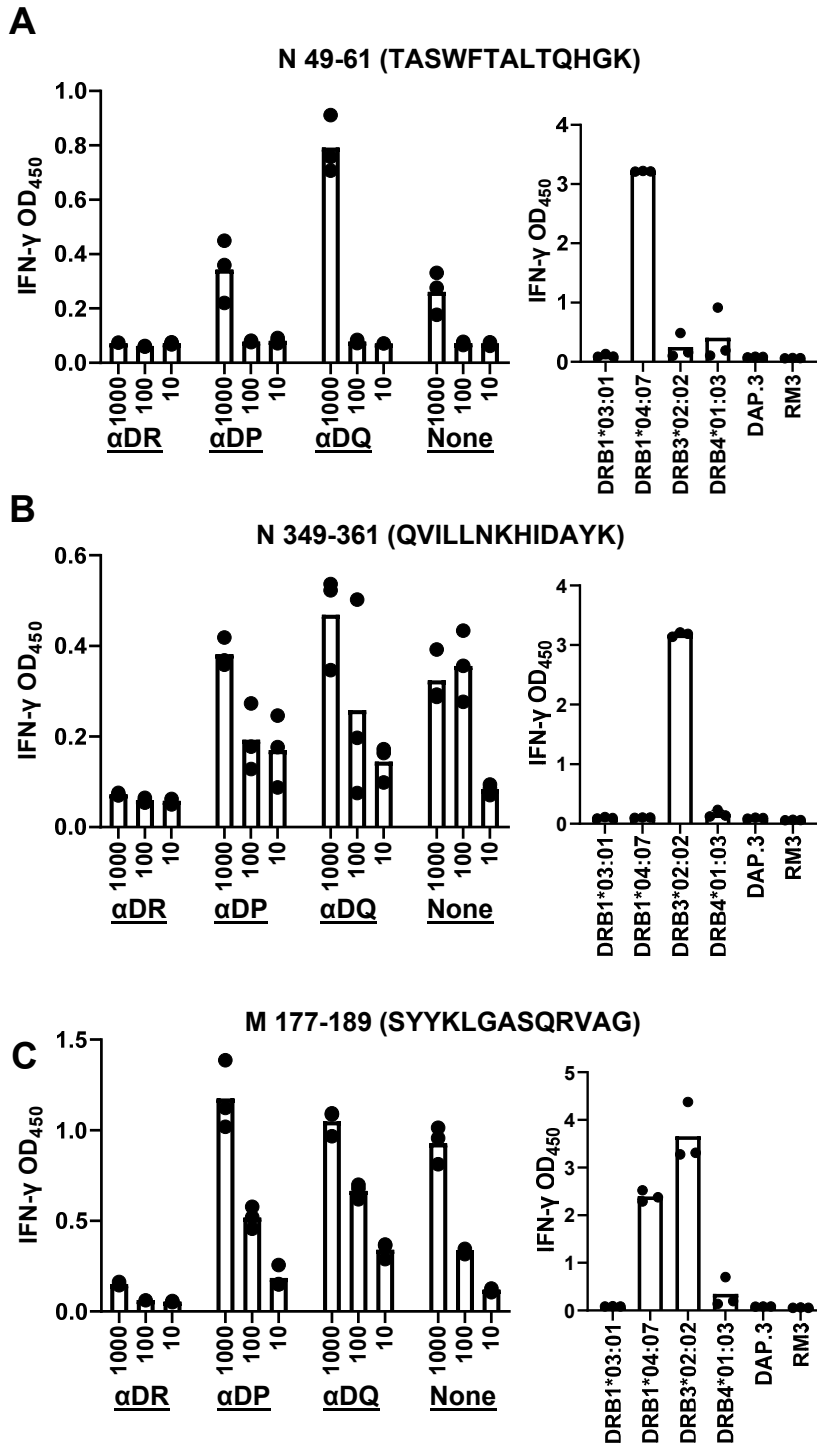 A
N 49-61 (TASWFTALTQHGK)
IFN-γ OD450
1.0
0.8
0.6
0.4
0.2
0.0
1000 100 10 1000 100 10 1000 100 10 1000 100 10
αDR αDP αDQ None
IFN-γ OD450
4
3
2
1
0
DRB1*03:01
DRB1*04:07
DRB3*02:02
DRB4*01:03
DAP.3
RM3
B
N 349-361 (QVILLNKHIDAYK)
IFN-γ OD450
0.6
0.4
0.2
0.0
1000 100 10 1000 100 10 1000 100 10 1000 100 10
αDR αDP αDQ None
IFN-γ OD450
4
3
2
1
0
DRB1*03:01
DRB1*04:07
DRB3*02:02
DRB4*01:03
DAP.3
RM3
C
M 177-189 (SYYKLGASQRVAG)
IFN-γ OD450
1.5
1.0
0.5
0.0
1000 100 10 1000 100 10 1000 100 10 1000 100 10
αDR αDP αDQ None
IFN-γ OD450
5
4
3
2
1
0
DRB1*03:01
DRB1*04:07
DRB3*02:02
DRB4*01:03
DAP.3
RM3